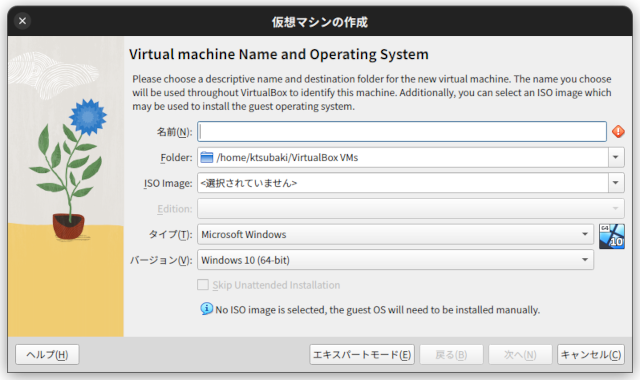 仮想マシンの作成
Virtual machine Name and Operating System
Please choose a descriptive name and destination folder for the new virtual machine. The name you choose
will be used throughout VirtualBox to identify this machine. Additionally, you can select an ISO image which
may be used to install the guest operating system.
名前(N):
Folder: /home/ktsubaki/VirtualBox VMs
ISO Image: <選択されていません>
Edition:
タイプ(T): Microsoft Windows
64
10
バージョン(V): Windows 10 (64-bit)
Skip Unattended Installation
No ISO image is selected, the guest OS will need to be installed manually.
ヘルプ(H) エキスパートモード(E) 戻る(B) 次へ(N) キャンセル(C)